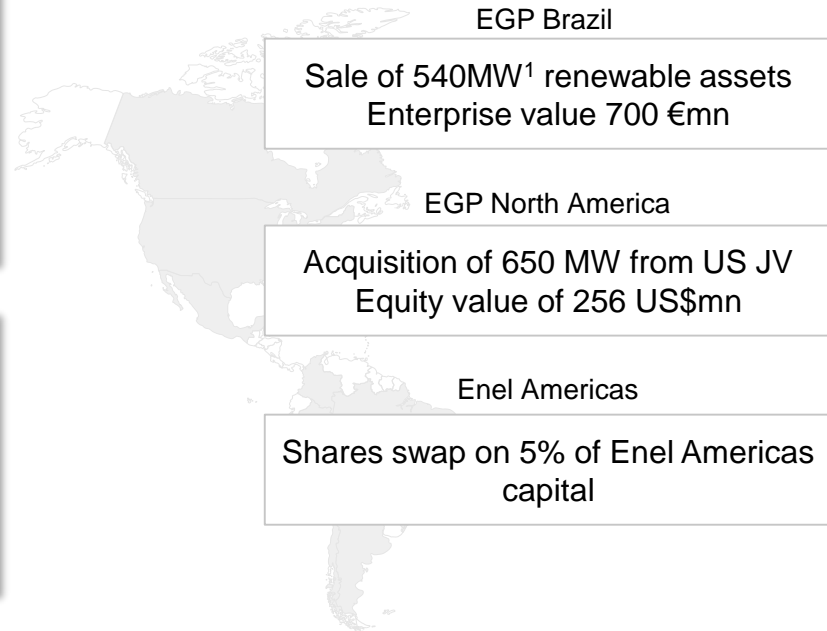 EGP Brazil
Sale of 540MW¹ renewable assets
Enterprise value 700 €mn
EGP North America
Acquisition of 650 MW from US JV
Equity value of 256 US$mn
Enel Americas
Shares swap on 5% of Enel Americas
capital